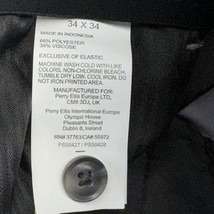 34 X 34
MADE IN INDONESIA
66% POLYESTER
34% VISCOSE
EXCLUSIVE OF ELASTIC
MACHINE WASH COLD WITH LIKE
COLORS. NON-CHLORINE BLEACH.
TUMBLE DRY LOW. COOL IRON. DO
NOT IRON PRINTED AREA.
MANUFACTURED FOR:
Perry Ellis Europe LTD,
CM8 3DJ, UK
Perry Ellis International Europe
Olympic House
Pleasants Street
Dublin 8, Ireland
RN# 37763/CA# 55972
PSS0427 / PSS0428